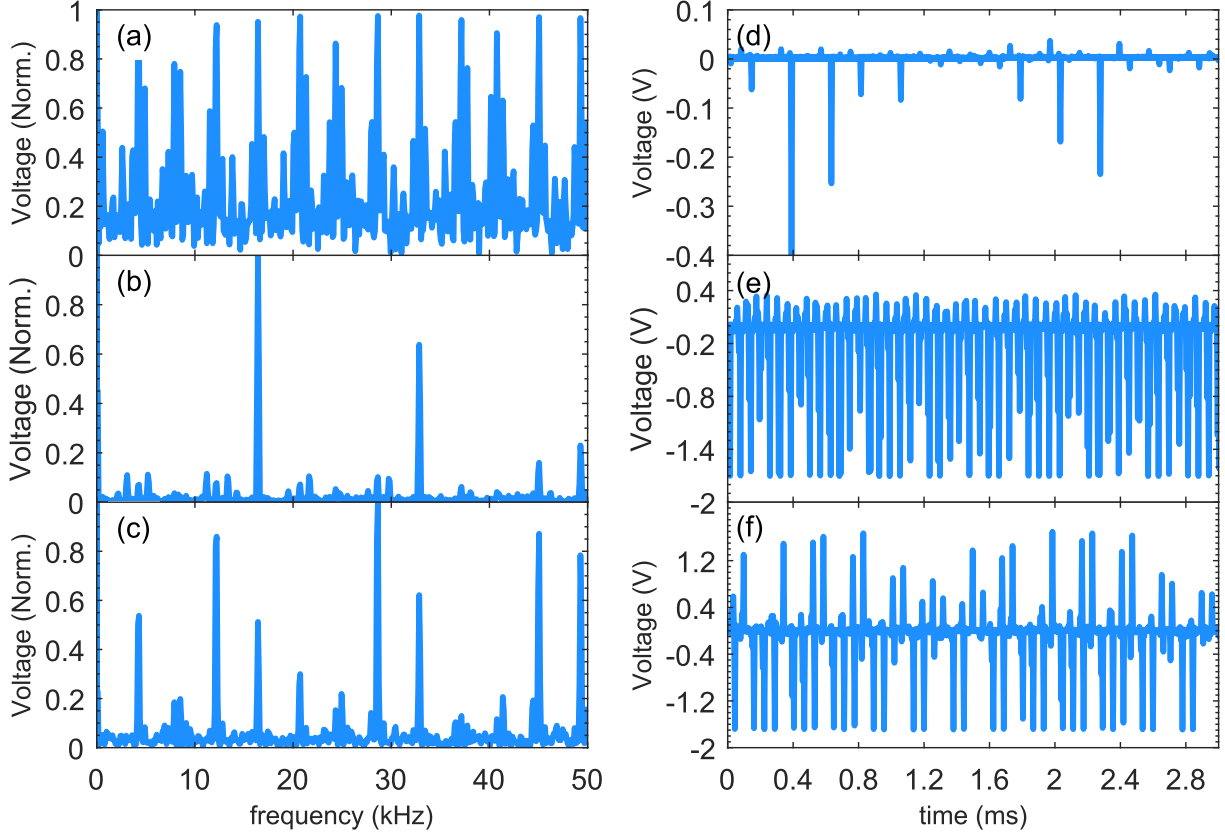 (a)
Voltage (Norm.)
1
0.8
0.6
0.4
0.2
0
(b)
Voltage (Norm.)
0.8
0.6
0.4
0.2
0
(c)
Voltage (Norm.)
0.8
0.6
0.4
0.2
0
0 10 20 30 40 50
frequency (kHz)
(d)
Voltage (V)
0.1
0
-0.1
-0.2
-0.3
-0.4
(e)
Voltage (V)
0.4
-0.2
-0.8
-1.4
-2
(f)
Voltage (V)
1.2
0.4
-0.4
-1.2
-2
0 0.4 0.8 1.2 1.6 2 2.4 2.8
time (ms)